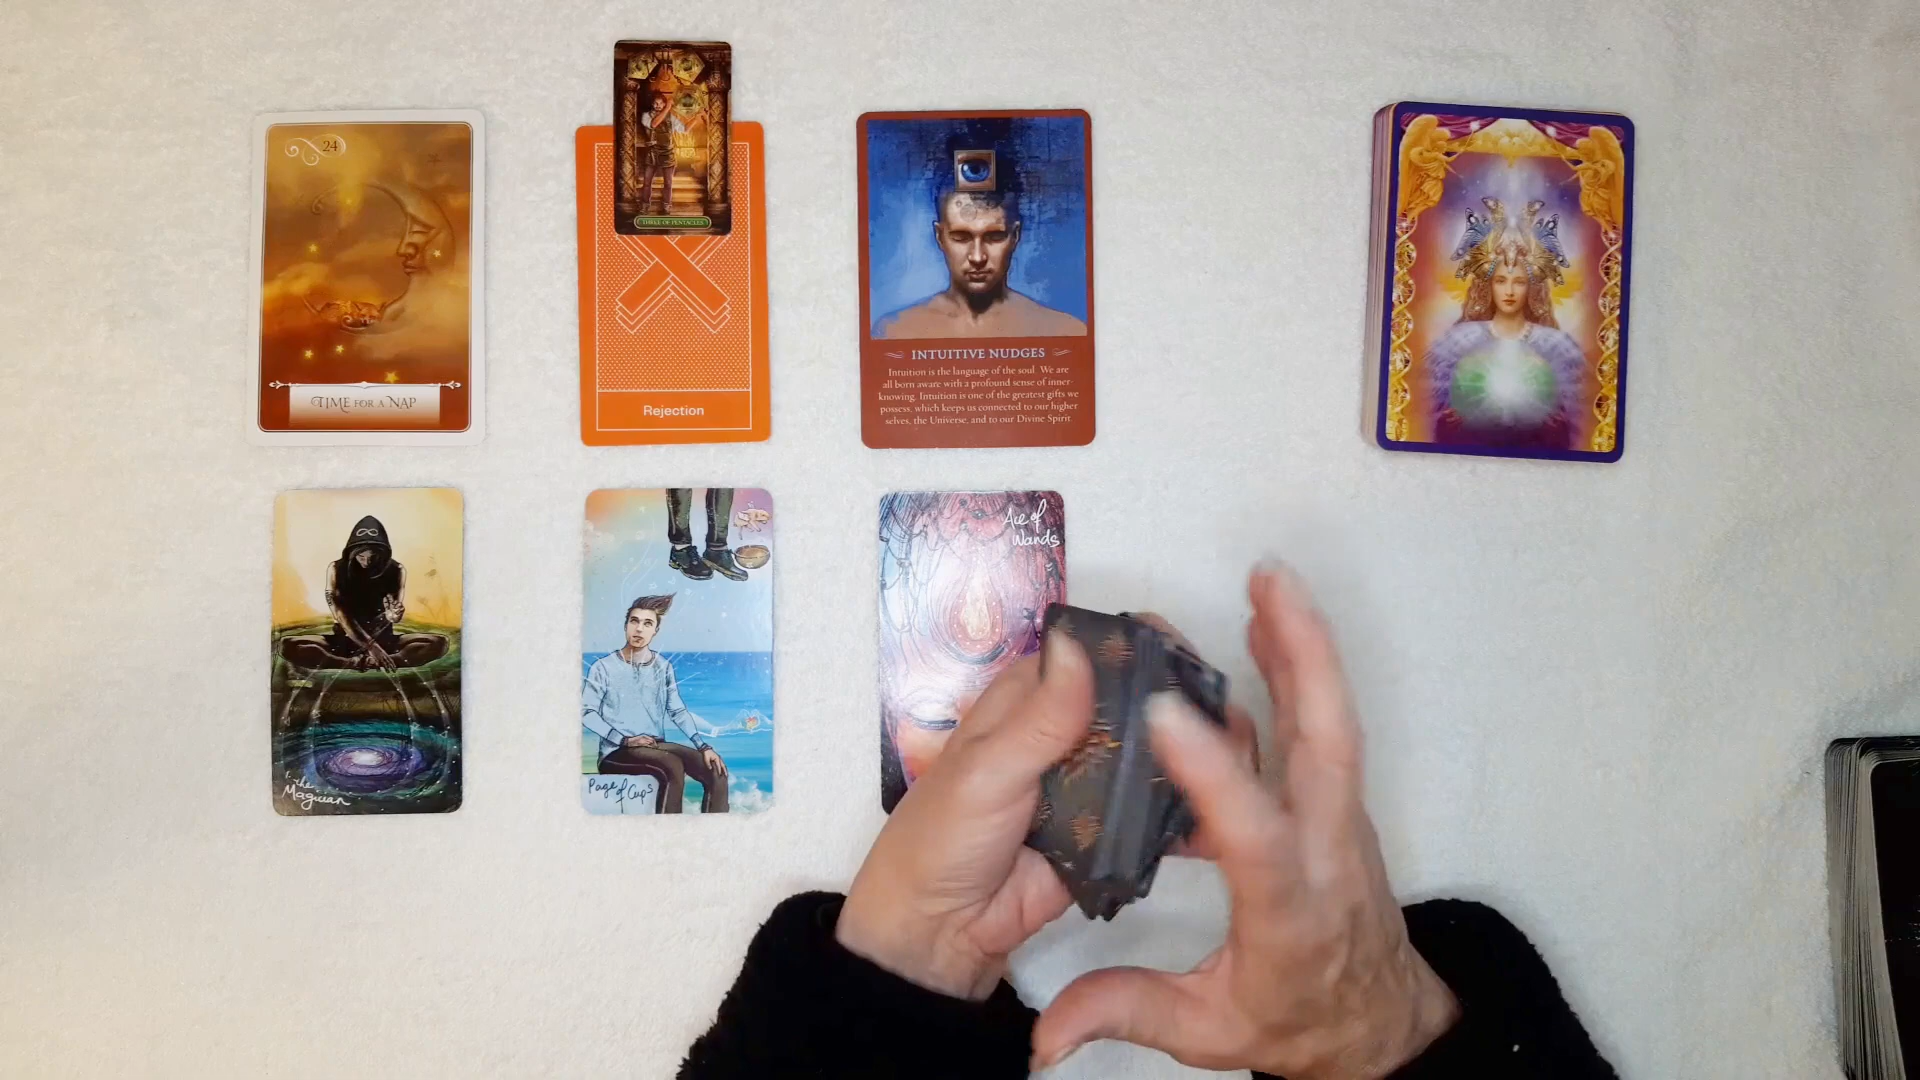 24
TIME FOR A NAP
THREE OF PENTACLES
Rejection
INTUITIVE NUDGES
Intuition is the language of the soul. We are
all born aware with a profound sense of inner-
knowing. Intuition is one of the greatest gifts we
possess, which keeps us connected to our higher
selves, the Universe, and to our Divine Spirit.
1. the
Magician
Page of Cups
Ace of
Wands